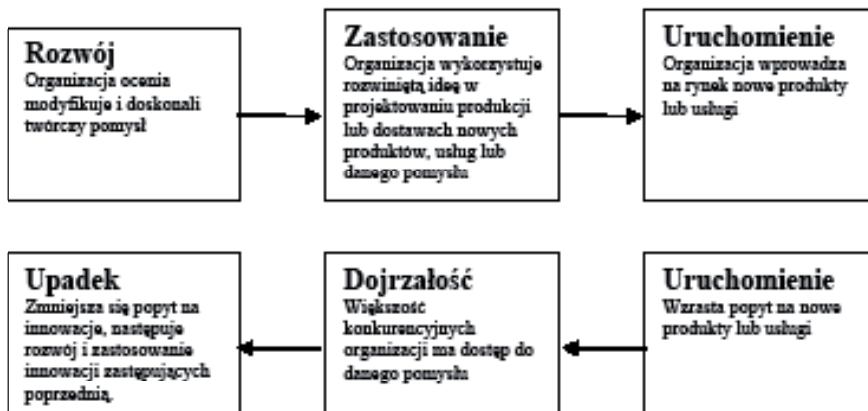 Rozwój
Organizacja ocenia
modyfikuje i doskonali
twórczy pomysł
Zastosowanie
Organizacja wykorzystuje
rozwiniętą ideę w
projektowaniu produkcji
lub dostawach nowych
produktów, usług lub
danego pomysłu
Uruchomienie
Organizacja wprowadza
na rynek nowe produkty
lub usługi
Upadek
Zmniejsza się popyt na
innowacje, następuje
rozwój i zastosowanie
innowacji zastępujących
poprzednią.
Dojrzałość
Większość
konkurencyjnych
organizacji ma dostęp do
danego pomysłu
Uruchomienie
Wzrasta popyt na nowe
produkty lub usługi